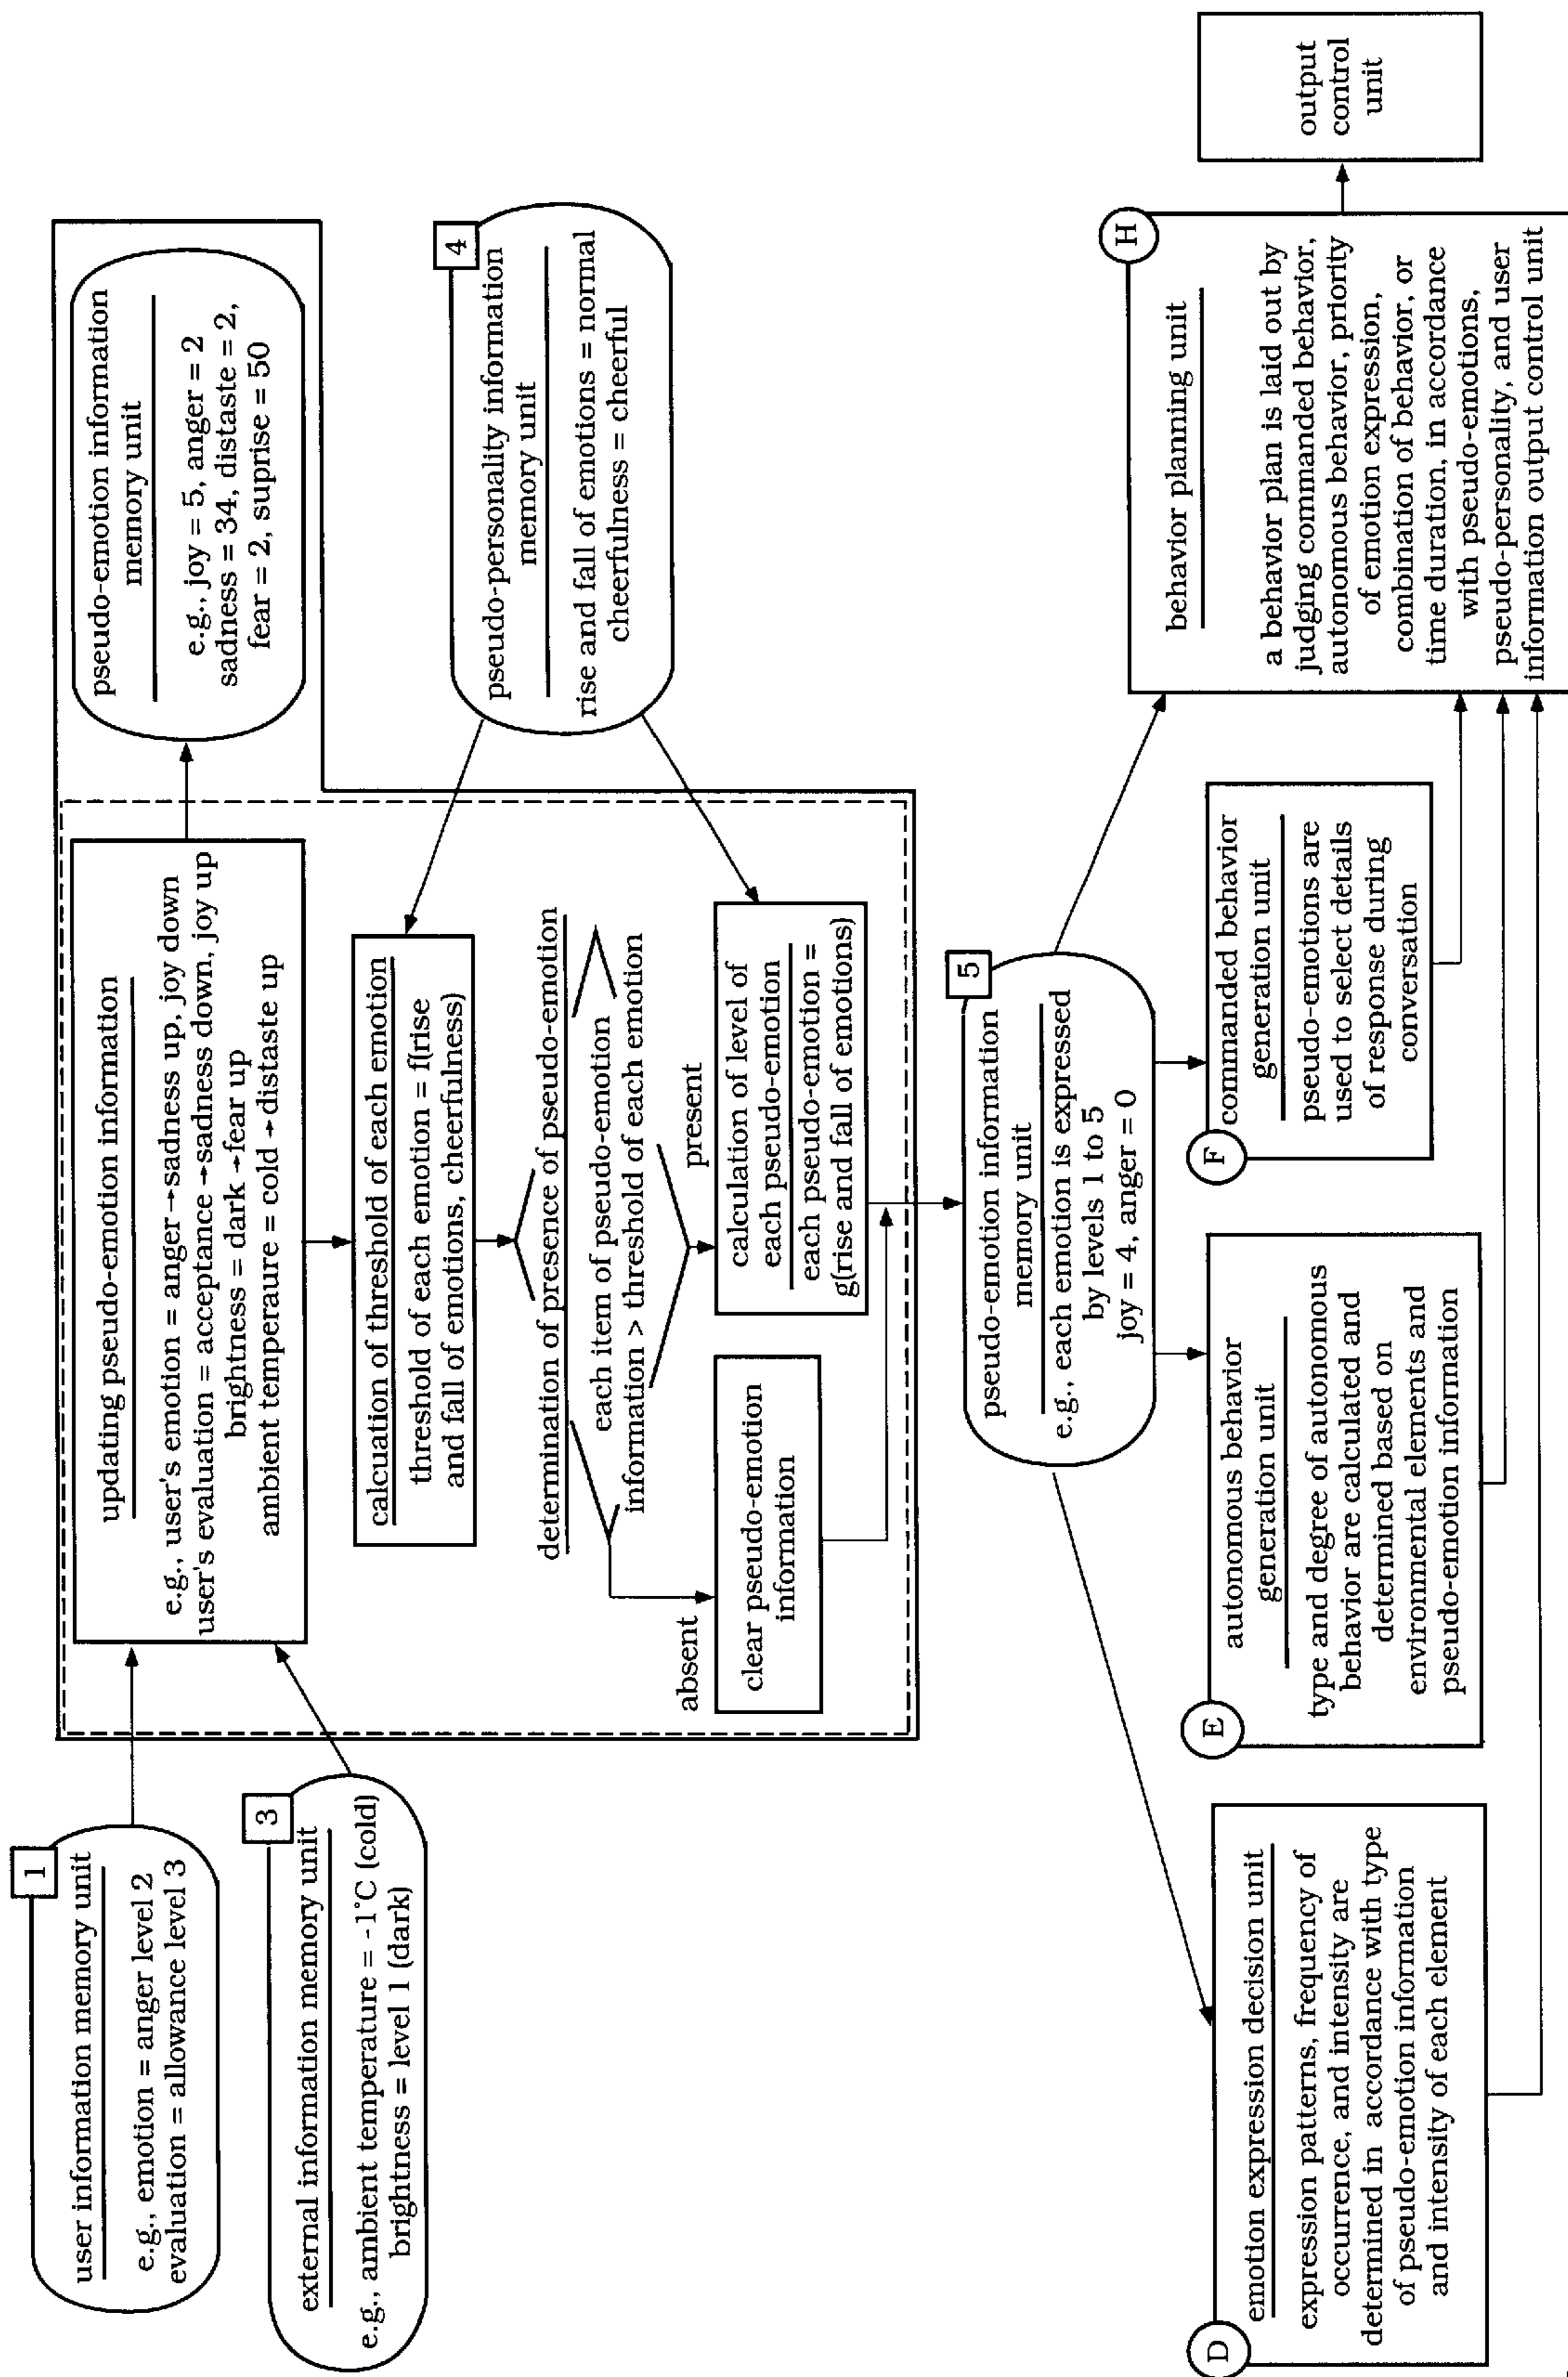 1
user information memory unit
e.g., emotion = anger level 2
evaluation = allowance level 3
3
external information memory unit
e.g., ambient temperature = -1°C (cold)
brightness = level 1 (dark)
updating pseudo-emotion information
e.g., user's emotion = anger→sadness up, joy down
user's evaluation = acceptance →sadness down, joy up
brightness = dark →fear up
ambient temperaure = cold →distaste up
pseudo-emotion information
memory unit
e.g., joy = 5, anger = 2
sadness = 34, distaste = 2,
fear = 2, suprise = 50
calcuation of threshold of each emotion
threshold of each emotion = f(rise
and fall of emotions, cheerfulness)
4
pseudo-personality information
memory unit
rise and fall of emotions = normal
cheerfulness = cheerful
determination of presence of pseudo-emotion
each item of pseudo-emotion
information > threshold of each emotion
absent
present
clear pseudo-emotion
information
calculation of level of
each pseudo-emotion
each pseudo-emotion =
g(rise and fall of emotions)
5
pseudo-emotion information
memory unit
e.g., each emotion is expressed
by levels 1 to 5
joy = 4, anger = 0
D
emotion expression decision unit
expression patterns, frequency of
occurrence, and intensity are
determined in accordance with type
of pseudo-emotion information
and intensity of each element
E
autonomous behavior
generation unit
type and degree of autonomous
behavior are calculated and
determined based on
environmental elements and
pseudo-emotion information
F
commanded behavior
generation unit
pseudo-emotions are
used to select details
of response during
conversation
H
behavior planning unit
a behavior plan is laid out by
judging commanded behavior,
autonomous behavior, priority
of emotion expression,
combination of behavior, or
time duration, in accordance
with pseudo-emotions,
pseudo-personality, and user
information output control unit
output
control
unit